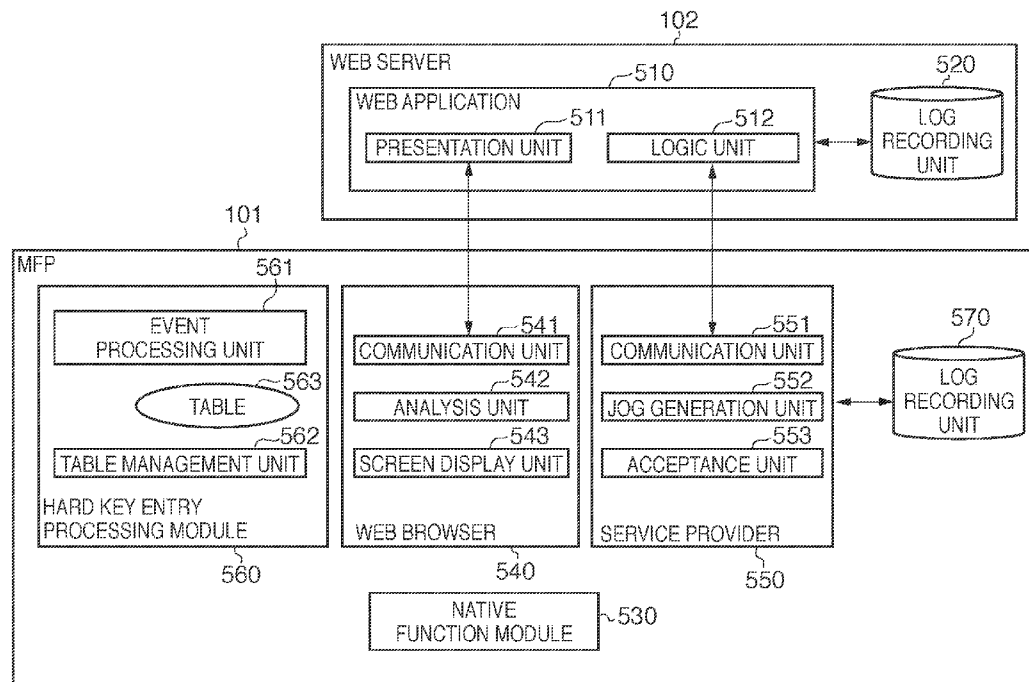 102
WEB SERVER
510
520
WEB APPLICATION
511
512
PRESENTATION UNIT
LOGIC UNIT
LOG
RECORDING
UNIT
101
MFP
561
EVENT
PROCESSING UNIT
563
TABLE
562
TABLE MANAGEMENT UNIT
HARD KEY ENTRY
PROCESSING MODULE
560
541
COMMUNICATION UNIT
542
ANALYSIS UNIT
543
SCREEN DISPLAY UNIT
WEB BROWSER
540
551
COMMUNICATION UNIT
552
JOG GENERATION UNIT
553
ACCEPTANCE UNIT
SERVICE PROVIDER
550
570
LOG
RECORDING
UNIT
NATIVE
FUNCTION MODULE
530